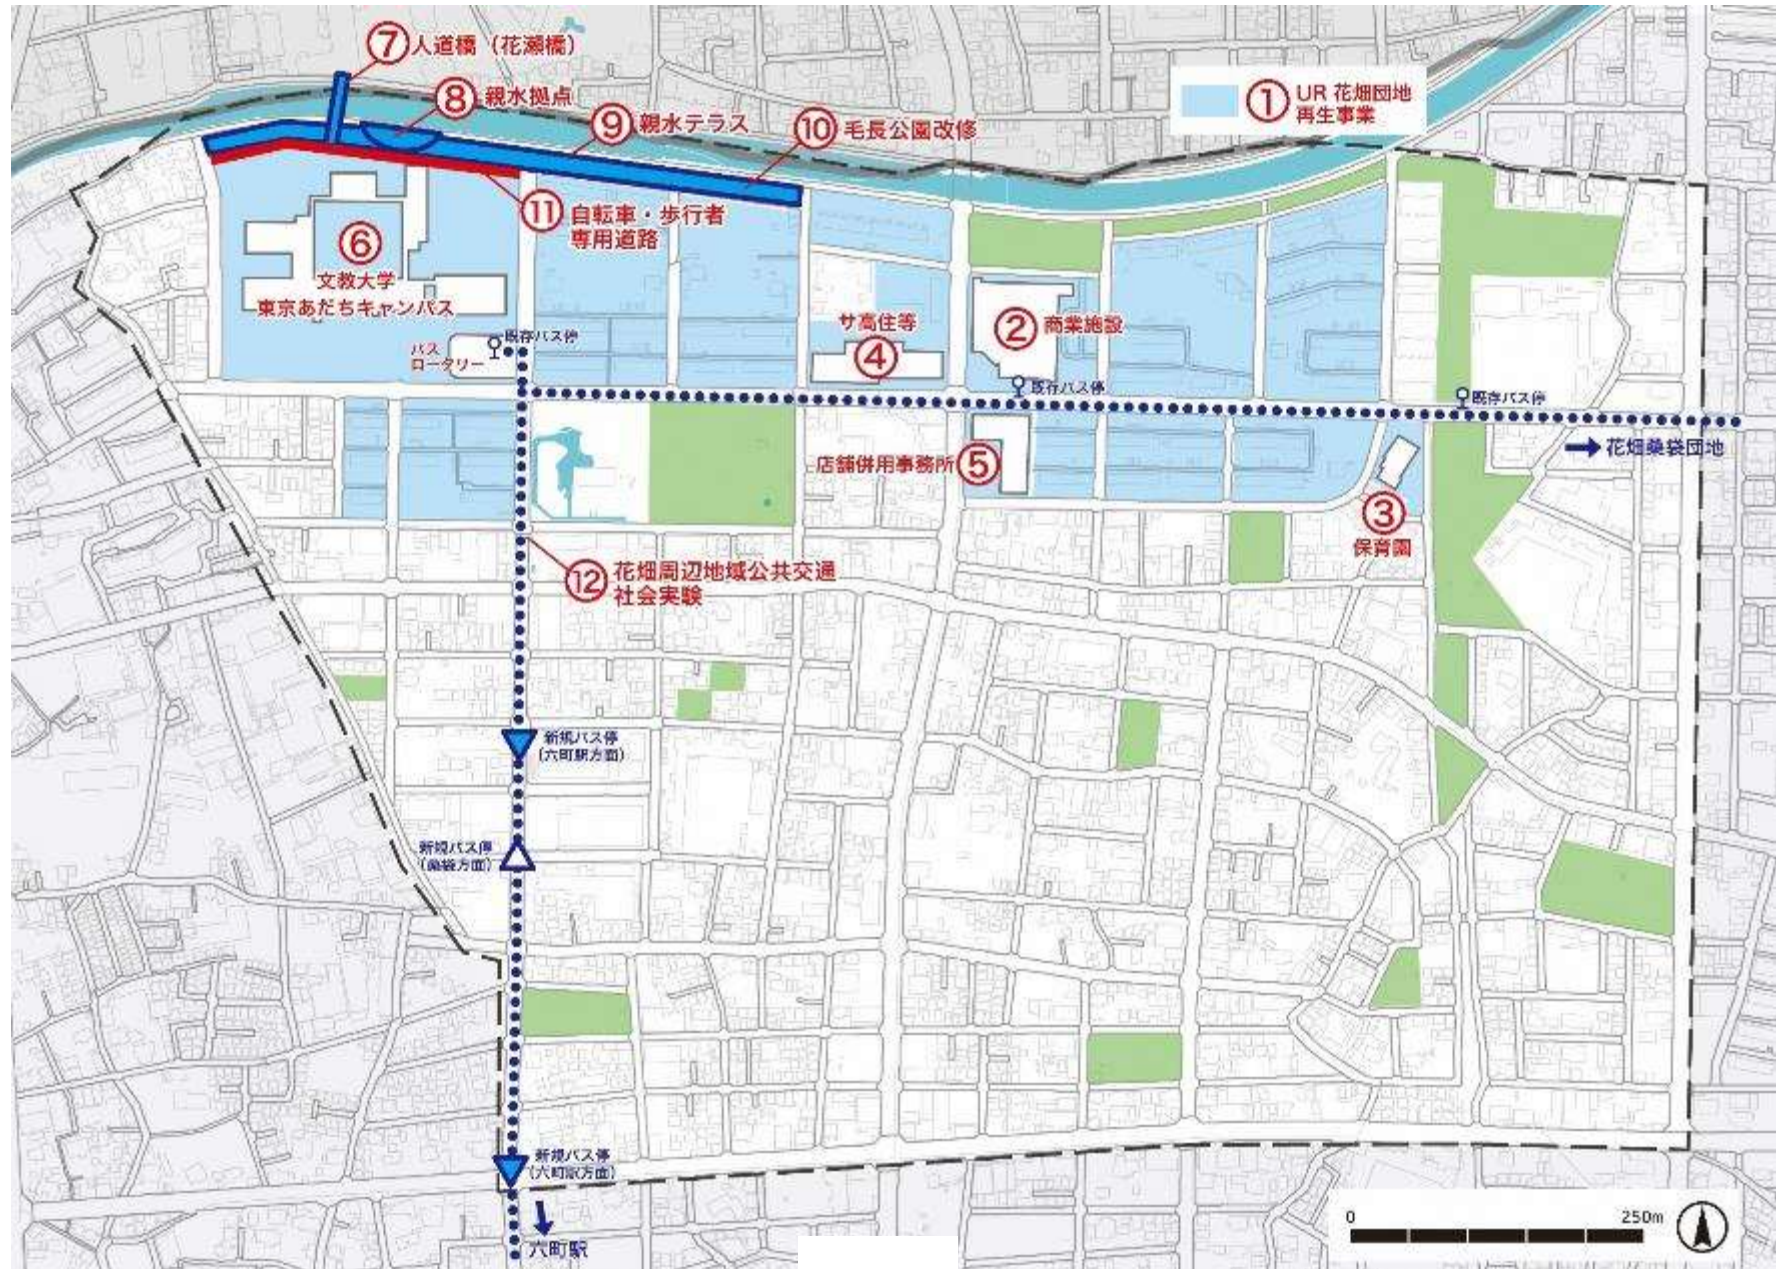 ⑦人道橋（花瀬橋）
⑧親水拠点
⑨親水テラス
⑩毛長公園改修
①UR 花畑団地
再生事業
⑪自転車・歩行者
専用道路
⑥
文教大学
東京あだちキャンパス
バス
ロータリー
既存バス停
サ高住等
④
②商業施設
既存バス停
既存バス停
花畑桑袋団地
店舗併用事務所⑤
③
保育園
⑫花畑周辺地域公共交通
社会実験
新規バス停
(六町駅方面)
新規バス停
(桑袋方面)
新規バス停
(六町駅方面)
六町駅
0 250m